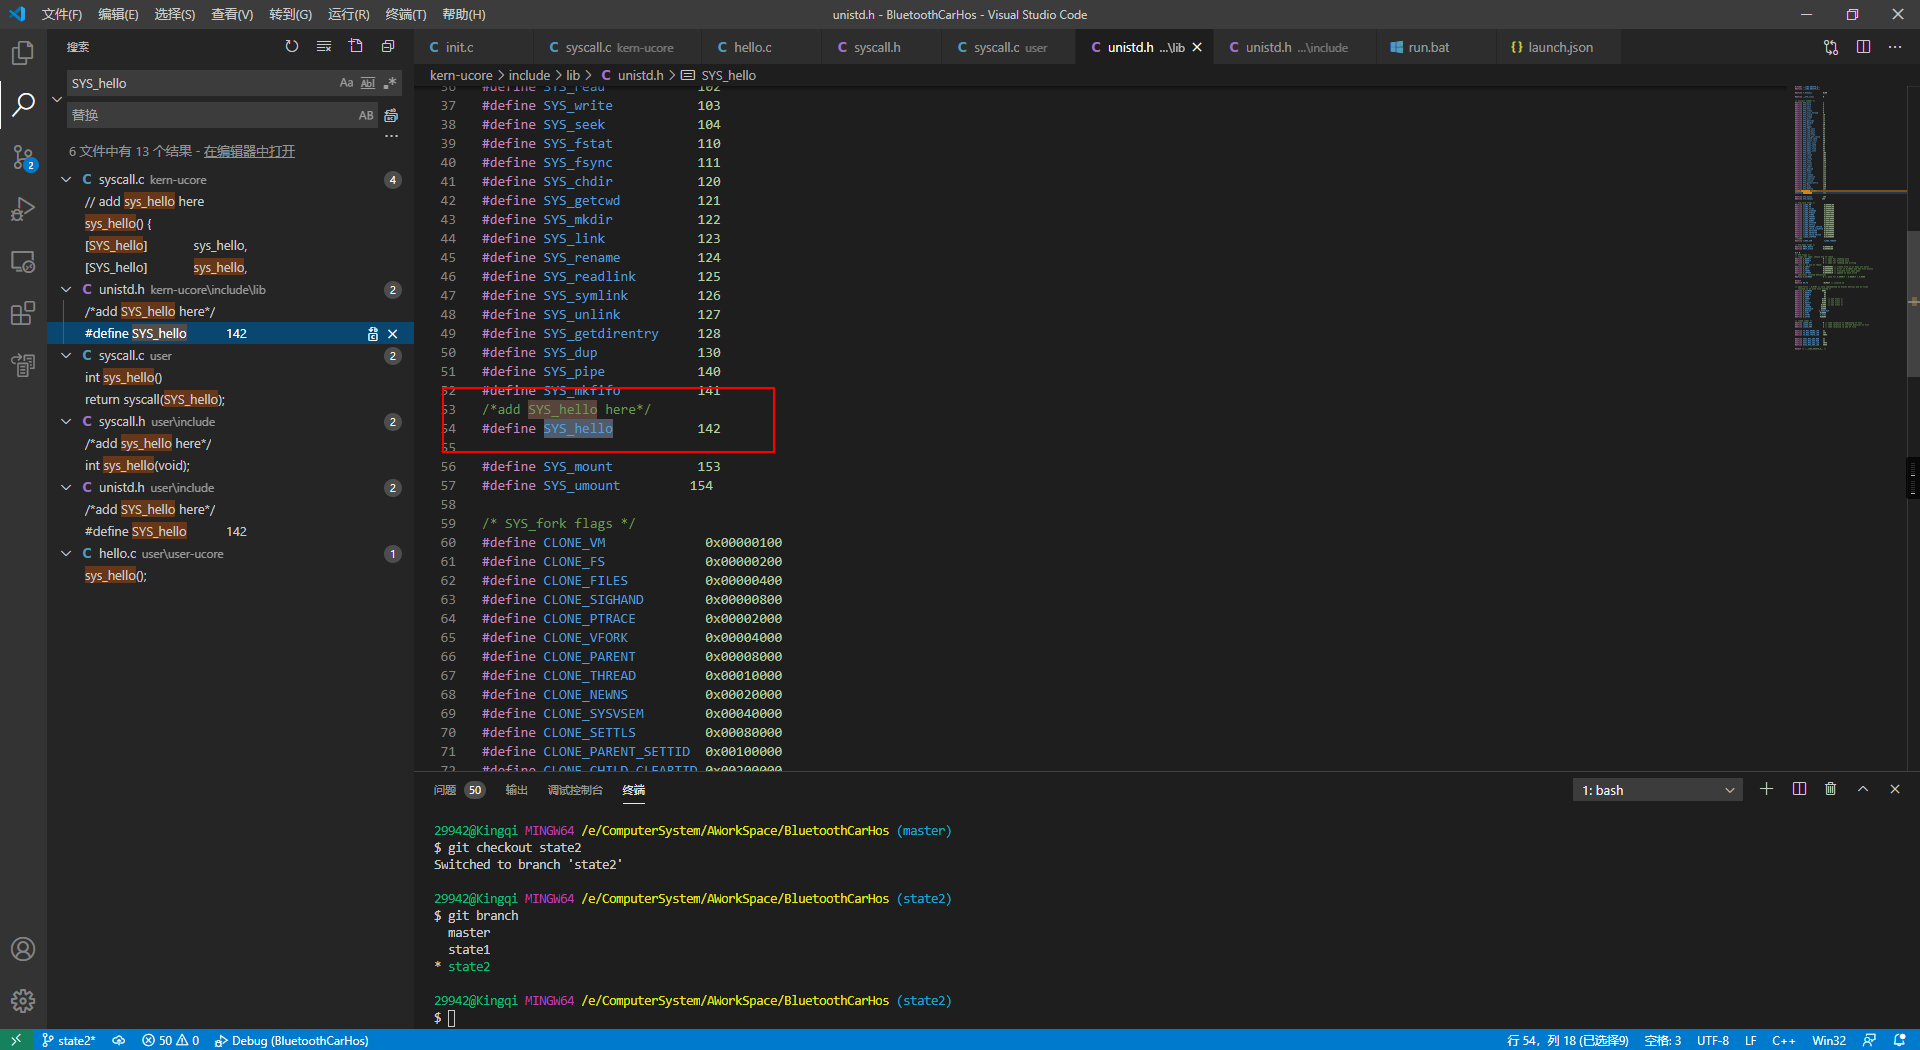 文件(F) 编辑(E) 选择(S) 查看(V) 转到(G) 运行(R) 终端(T) 帮助(H) unistd.h - BluetoothCarHos - Visual Studio Code
搜索
SYS_hello Aa Abl .*
替换 AB
6 文件中有 13 个结果 - 在编辑器中打开
syscall.c kern-ucore 4
// add sys_hello here
sys_hello() {
[SYS_hello] sys_hello,
[SYS_hello] sys_hello,
unistd.h kern-ucore\include\lib 2
/*add SYS_hello here*/
#define SYS_hello 142
syscall.c user 2
int sys_hello()
return syscall(SYS_hello);
syscall.h user\include 2
/*add sys_hello here*/
int sys_hello(void);
unistd.h user\include 2
/*add SYS_hello here*/
#define SYS_hello 142
hello.c user\user-ucore 1
sys_hello();
2
init.c syscall.c kern-ucore hello.c syscall.h syscall.c user unistd.h ...\lib unistd.h ...\include run.bat {} launch.json
kern-ucore > include > lib > C unistd.h > SYS_hello
36 #define SYS_read 102
37 #define SYS_write 103
38 #define SYS_seek 104
39 #define SYS_fstat 110
40 #define SYS_fsync 111
41 #define SYS_chdir 120
42 #define SYS_getcwd 121
43 #define SYS_mkdir 122
44 #define SYS_link 123
45 #define SYS_rename 124
46 #define SYS_readlink 125
47 #define SYS_symlink 126
48 #define SYS_unlink 127
49 #define SYS_getdirentry 128
50 #define SYS_dup 130
51 #define SYS_pipe 140
52 #define SYS_mkfifo 141
53 /*add SYS_hello here*/
54 #define SYS_hello 142
55
56 #define SYS_mount 153
57 #define SYS_umount 154
58
59 /* SYS_fork flags */
60 #define CLONE_VM 0x00000100
61 #define CLONE_FS 0x00000200
62 #define CLONE_FILES 0x00000400
63 #define CLONE_SIGHAND 0x00000800
64 #define CLONE_PTRACE 0x00002000
65 #define CLONE_VFORK 0x00004000
66 #define CLONE_PARENT 0x00008000
67 #define CLONE_THREAD 0x00010000
68 #define CLONE_NEWNS 0x00020000
69 #define CLONE_SYSVSEM 0x00040000
70 #define CLONE_SETTLS 0x00080000
71 #define CLONE_PARENT_SETTID 0x00100000
72 #define CLONE_CHILD_CLEARTID 0x00200000
问题 50 输出 调试控制台 终端 1: bash
29942@Kingqi MINGW64 /e/ComputerSystem/AWorkSpace/BluetoothCarHos (master)
$ git checkout state2
Switched to branch 'state2'
29942@Kingqi MINGW64 /e/ComputerSystem/AWorkSpace/BluetoothCarHos (state2)
$ git branch
master
state1
* state2
29942@Kingqi MINGW64 /e/ComputerSystem/AWorkSpace/BluetoothCarHos (state2)
$
state2* 50 0 Debug (BluetoothCarHos) 行 54, 列 18 (已选择9) 空格: 3 UTF-8 LF C++ Win32